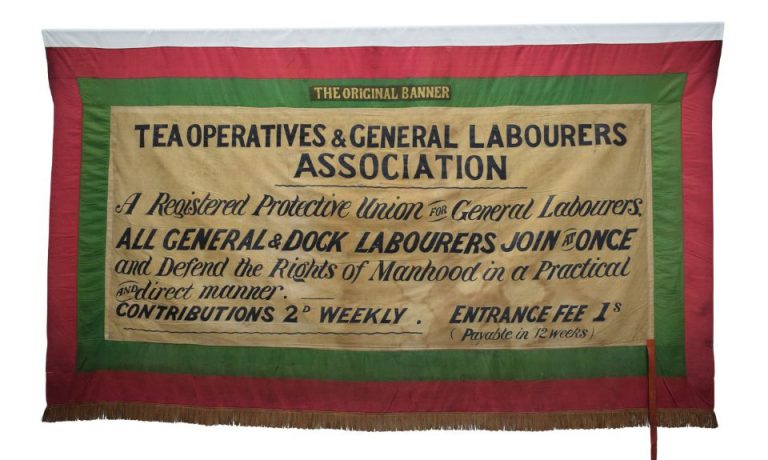 THE ORIGINAL BANNER
TEA OPERATIVES & GENERAL LABOURERS
ASSOCIATION
A Registered Protective Union FOR General Labourers.
ALL GENERAL & DOCK LABOURERS JOIN AT ONCE
and Defend the Rights of Manhood in a Practical
AND direct manner.
CONTRIBUTIONS 2D WEEKLY. ENTRANCE FEE 1s
(Payable in 12 weeks)